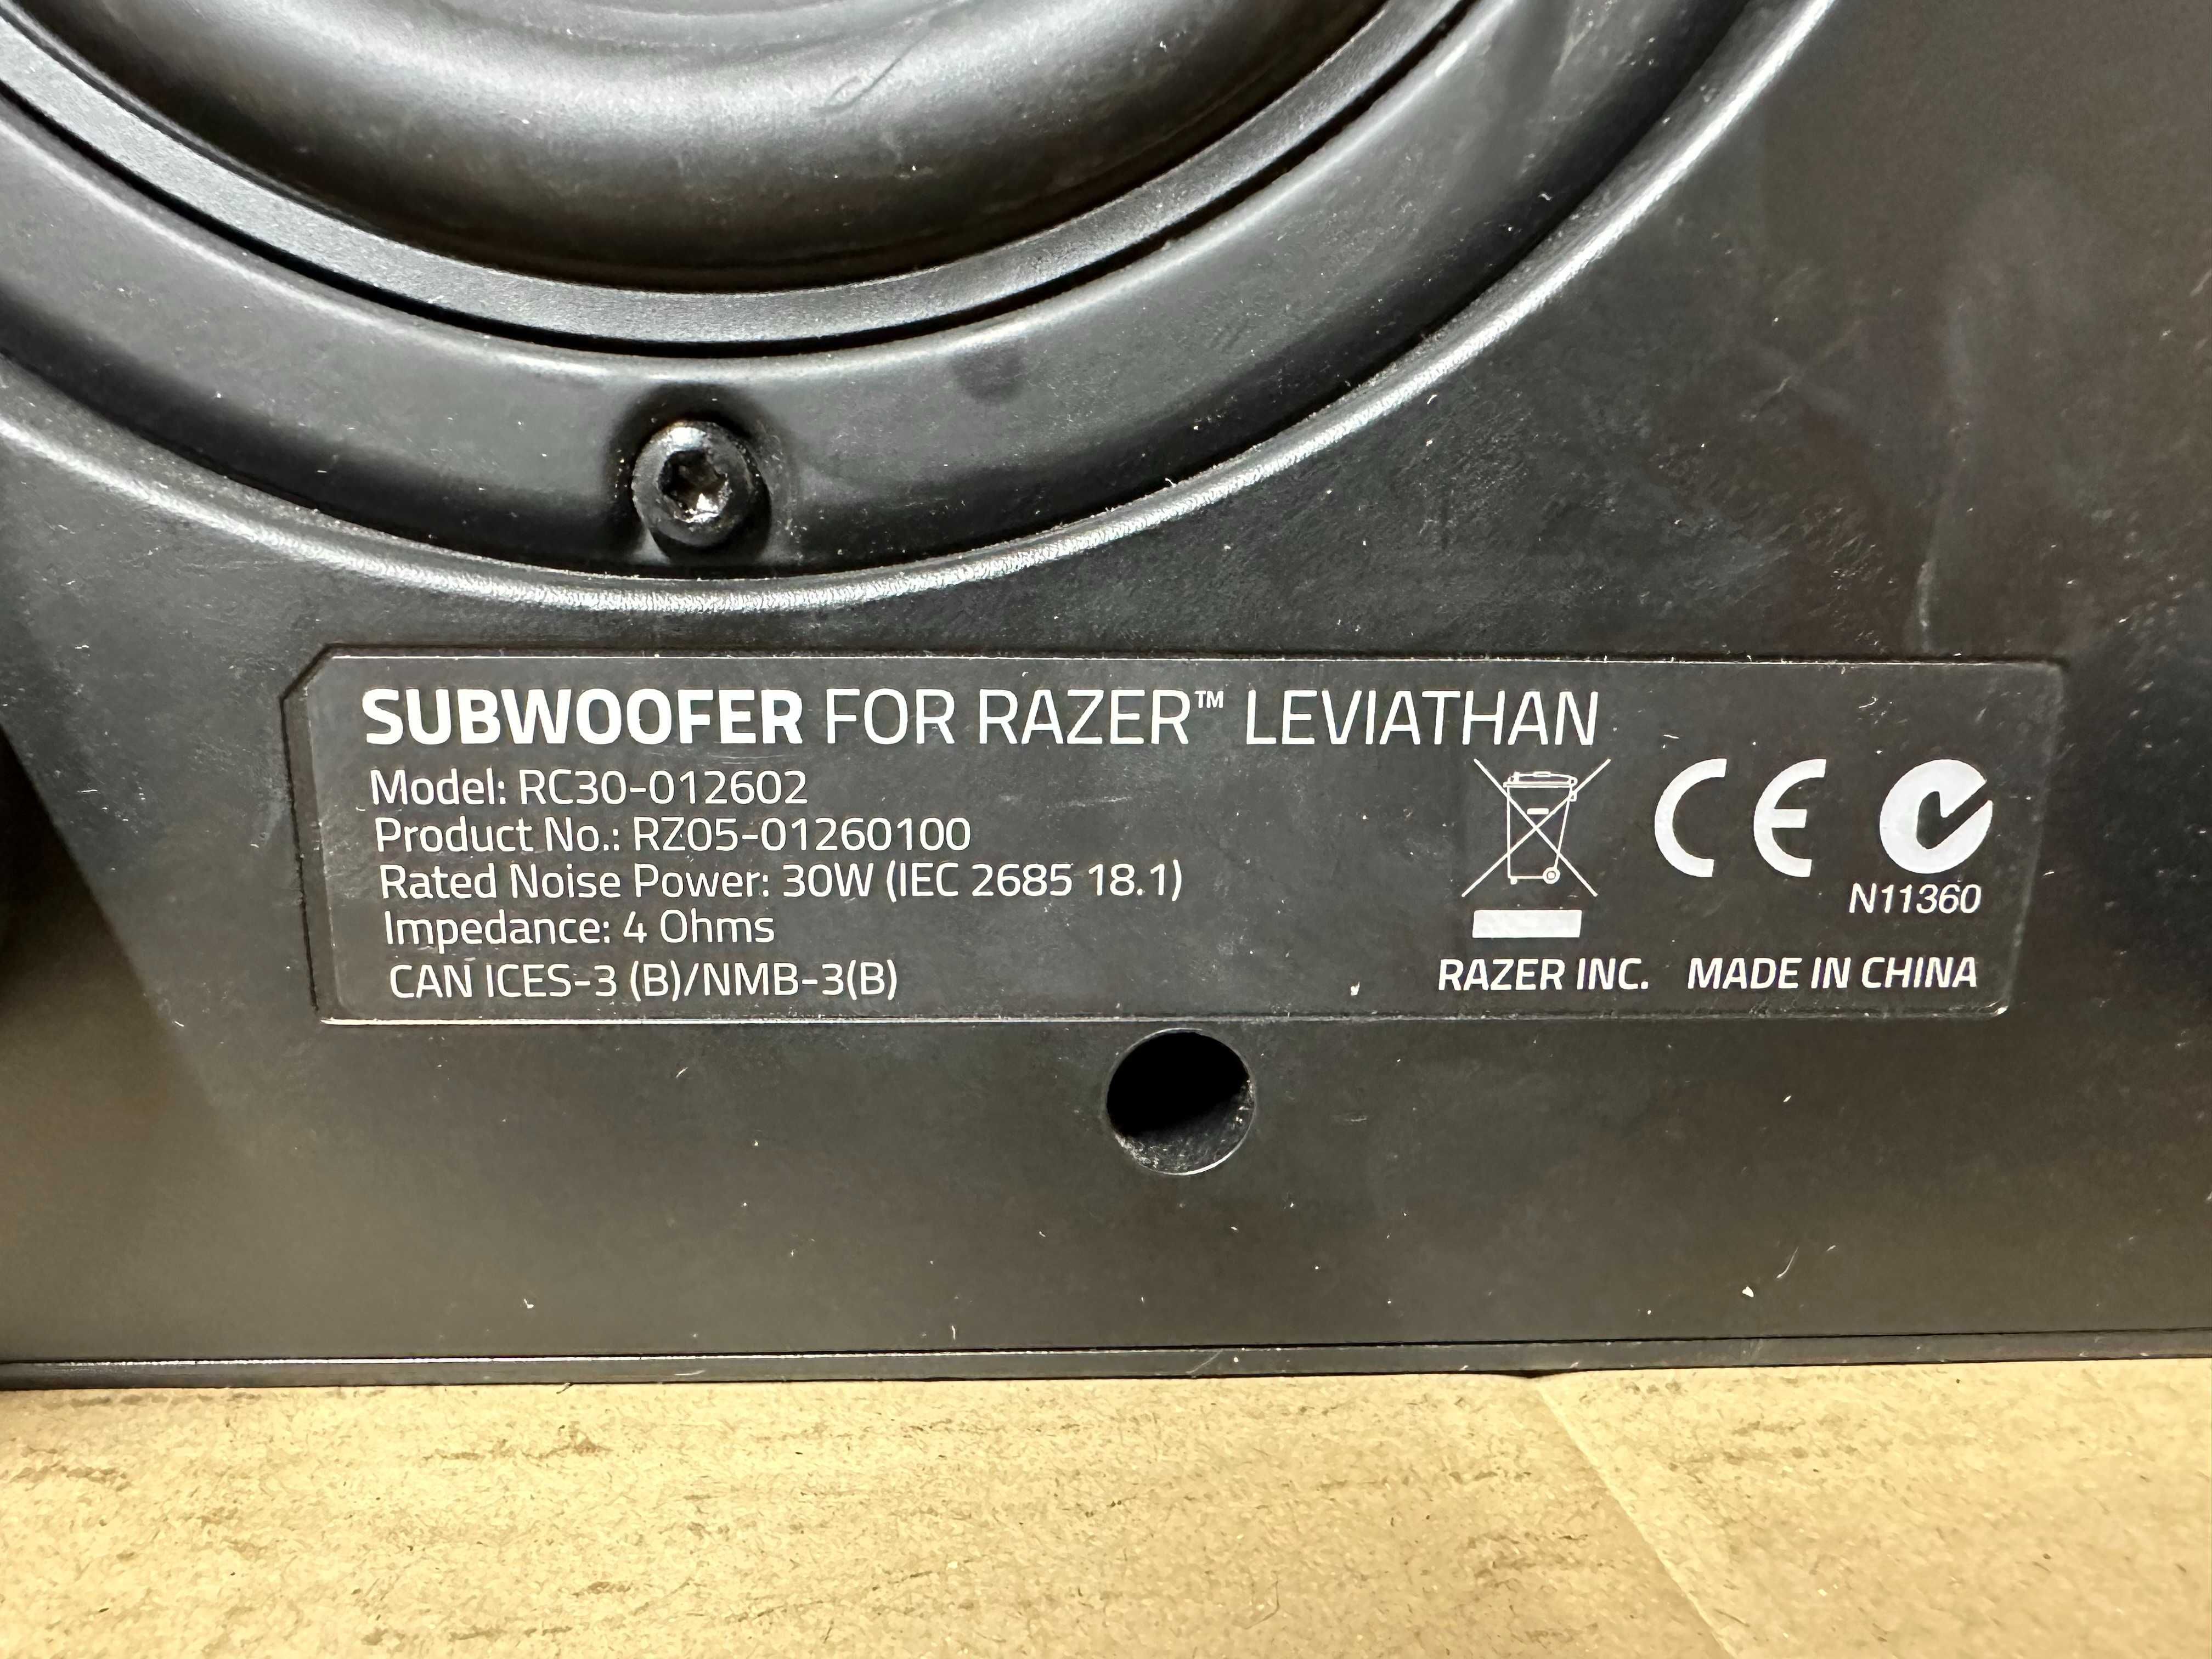 SUBWOOFER FOR RAZER™ LEVIATHAN
Model: RC30-012602
Product No.: RZ05-01260100
Rated Noise Power: 30W (IEC 2685 18.1)
Impedance: 4 Ohms
CAN ICES-3 (B)/NMB-3(B)
CE
N11360
RAZER INC. MADE IN CHINA